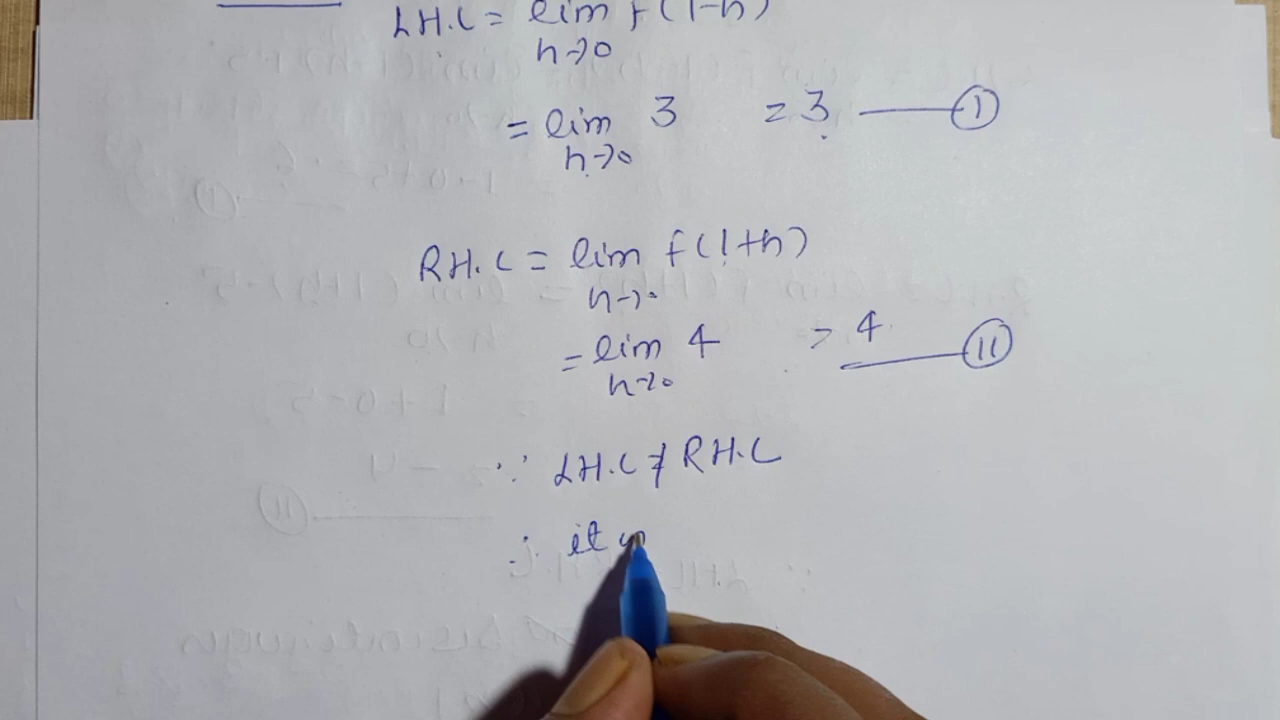 LH.L = lim f(1-h)
h→0
= lim 3 = 3 — (I)
h→0
RH.L = lim f(1+h)
h→0
= lim 4 = 4 — (II)
h→0
∵ LH.L ≠ RH.L
∴ it